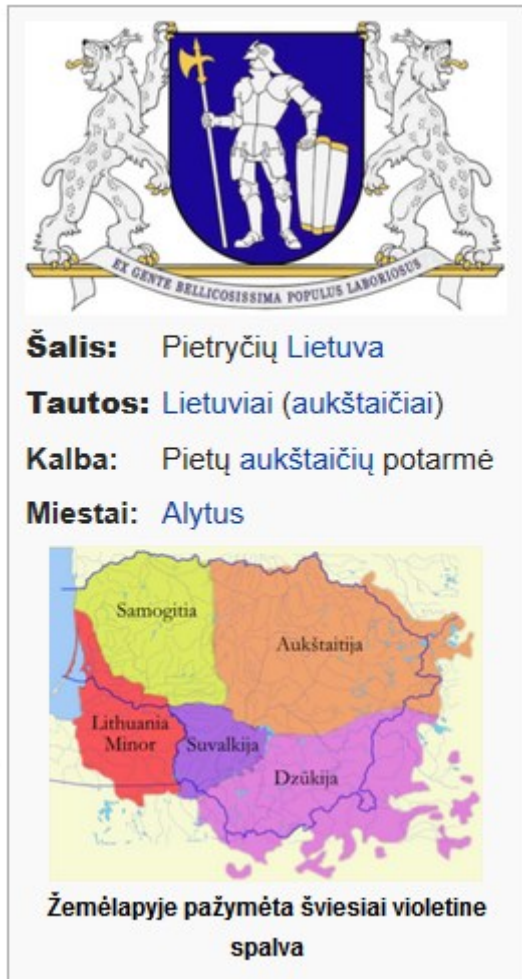 EX GENTE BELLICOSISSIMA POPULUS LABORIOSUS
Šalis: Pietryčių Lietuva
Tautos: Lietuviai (aukštaičiai)
Kalba: Pietų aukštaičių potarmė
Miestai: Alytus
Samogitia
Aukštaitija
Lithuania
Minor
Suvalkija
Dzūkija
Žemėlapyje pažymėta šviesiai violetine
spalva